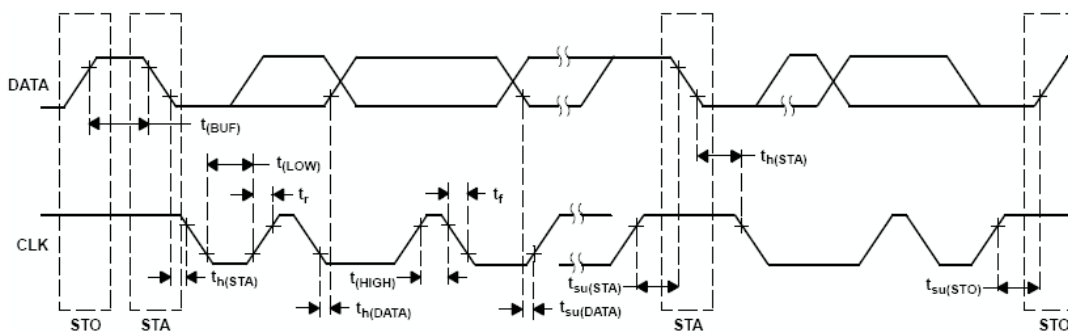 DATA
t(BUF)
t(LOW)
th(STA)
tr
tf
CLK
th(STA)
t(HIGH)
tsu(STA)
tsu(STO)
th(DATA)
tsu(DATA)
STO
STA
STA
STO